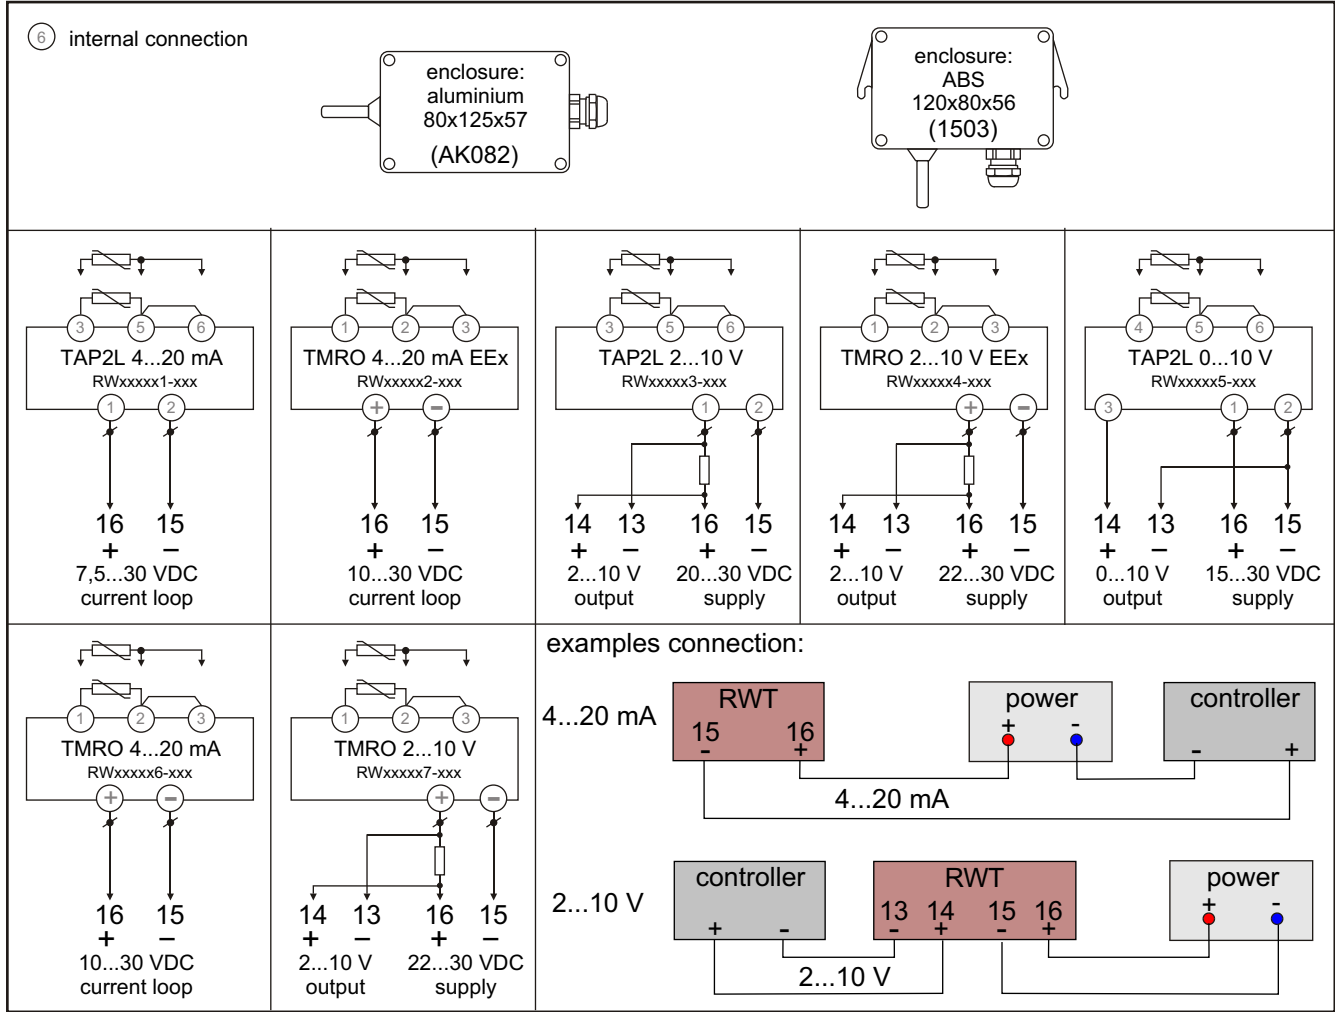 6 internal connection
enclosure:
aluminium
80x125x57
(AK082)
enclosure:
ABS
120x80x56
(1503)
3 5 6
TAP2L 4...20 mA
RWxxxxx1-xxx
1 2
16 15
+ −
7,5...30 VDC
current loop
1 2 3
TMRO 4...20 mA EEx
RWxxxxx2-xxx
+ −
16 15
+ −
10...30 VDC
current loop
3 5 6
TAP2L 2...10 V
RWxxxxx3-xxx
1 2
14 13 16 15
+ − + −
2...10 V 20...30 VDC
output supply
1 2 3
TMRO 2...10 V EEx
RWxxxxx4-xxx
+ −
14 13 16 15
+ − + −
2...10 V 22...30 VDC
output supply
4 5 6
TAP2L 0...10 V
RWxxxxx5-xxx
3 1 2
14 13 16 15
+ − + −
0...10 V 15...30 VDC
output supply
1 2 3
TMRO 4...20 mA
RWxxxxx6-xxx
+ −
16 15
+ −
10...30 VDC
current loop
1 2 3
TMRO 2...10 V
RWxxxxx7-xxx
+ −
14 13 16 15
+ − + −
2...10 V 22...30 VDC
output supply
examples connection:
4...20 mA
RWT
15 16
- +
power
+ -
controller
- +
4...20 mA
2...10 V
controller
+ -
RWT
13 14 15 16
- + - +
power
+ -
2...10 V